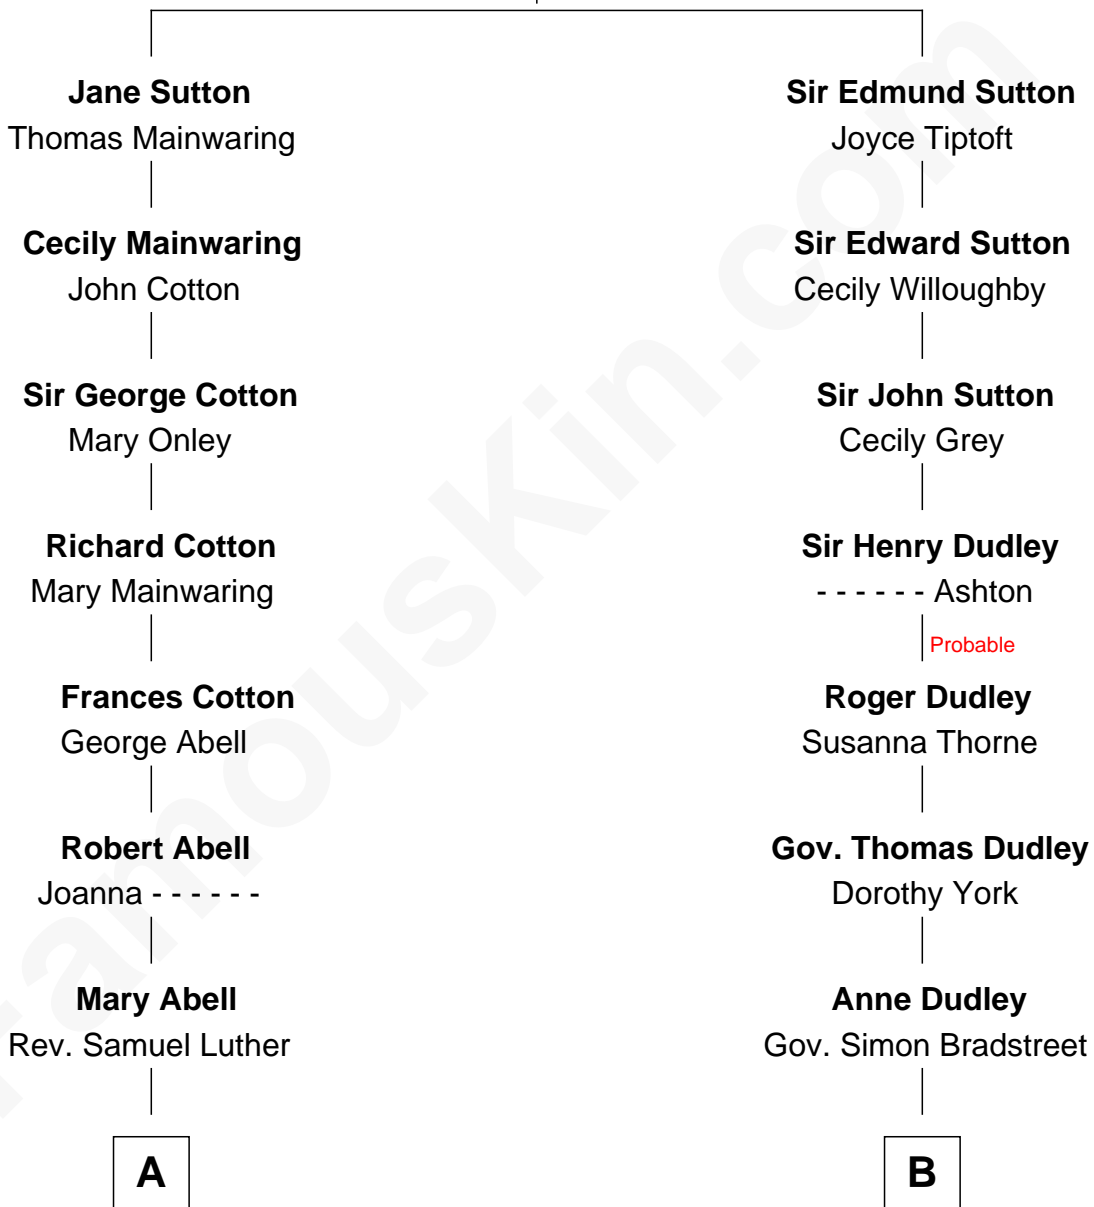 Jane Sutton
Thomas Mainwaring
Cecily Mainwaring
John Cotton
Sir George Cotton
Mary Onley
Richard Cotton
Mary Mainwaring
Frances Cotton
George Abell
Robert Abell
Joanna - - - - - -
Mary Abell
Rev. Samuel Luther
A
Sir Edmund Sutton
Joyce Tiptoft
Sir Edward Sutton
Cecily Willoughby
Sir John Sutton
Cecily Grey
Sir Henry Dudley
- - - - - - Ashton
Probable
Roger Dudley
Susanna Thorne
Gov. Thomas Dudley
Dorothy York
Anne Dudley
Gov. Simon Bradstreet
B
FamousKin.com